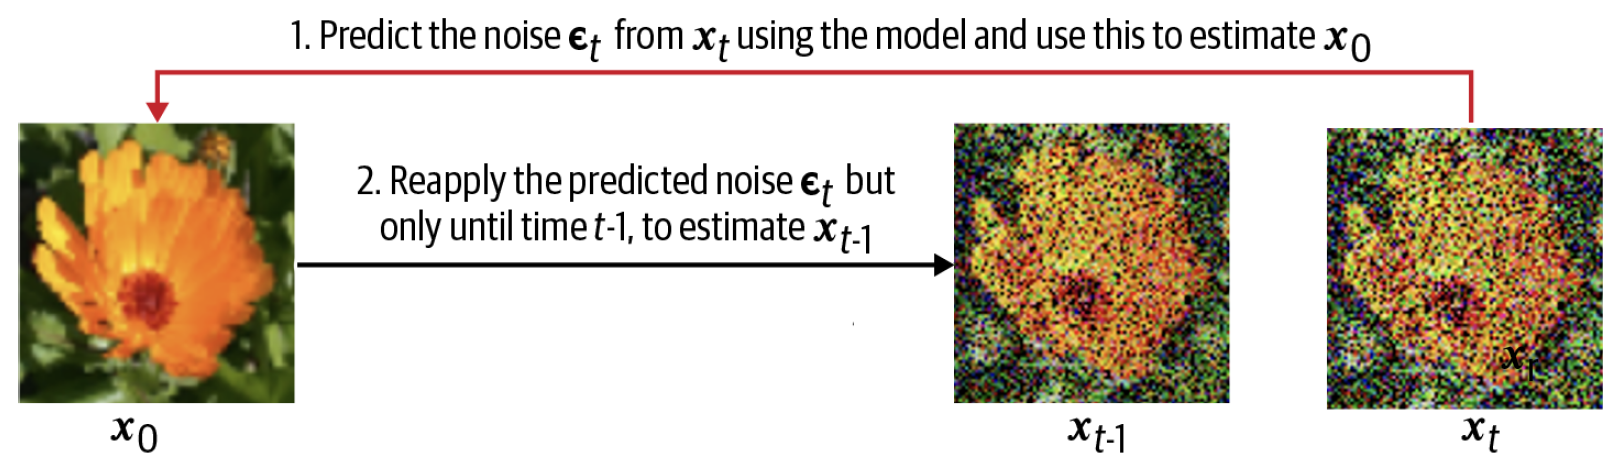 1. Predict the noise ϵt from xt using the model and use this to estimate x0
2. Reapply the predicted noise ϵt but
only until time t-1, to estimate xt-1
xr
x0
xt-1
xt